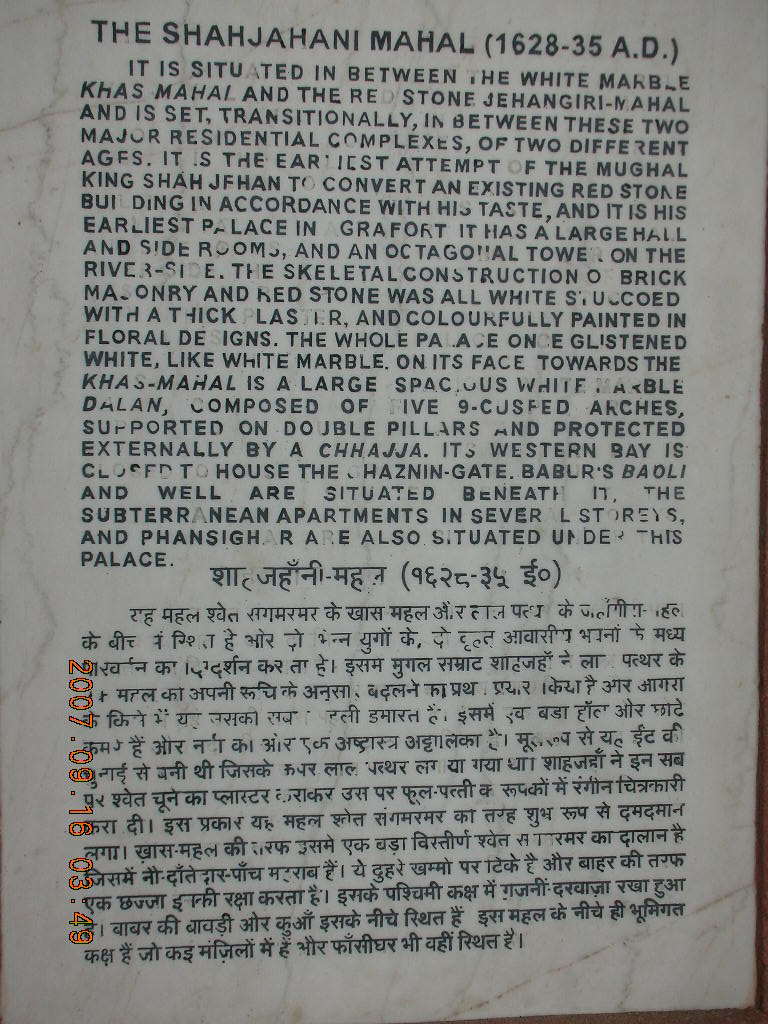 THE SHAHJAHANI MAHAL (1628-35 A.D.)
IT IS SITUATED IN BETWEEN THE WHITE MARBLE
KHAS MAHAL AND THE RED STONE JEHANGIRI-MAHAL
AND IS SET, TRANSITIONALLY, IN BETWEEN THESE TWO
MAJOR RESIDENTIAL COMPLEXES, OF TWO DIFFERENT
AGES. IT IS THE EARLIEST ATTEMPT OF THE MUGHAL
KING SHAH JEHAN TO CONVERT AN EXISTING RED STONE
BUILDING IN ACCORDANCE WITH HIS TASTE, AND IT IS HIS
EARLIEST PALACE IN AGRAFORT IT HAS A LARGE HALL
AND SIDE ROOMS, AND AN OCTAGONAL TOWER ON THE
RIVER-SIDE. THE SKELETAL CONSTRUCTION OF BRICK
MASONRY AND RED STONE WAS ALL WHITE STUCCOED
WITH A THICK PLASTER, AND COLOURFULLY PAINTED IN
FLORAL DESIGNS. THE WHOLE PALACE ONCE GLISTENED
WHITE, LIKE WHITE MARBLE. ON ITS FACE TOWARDS THE
KHAS-MAHAL IS A LARGE SPACIOUS WHITE MARBLE
DALAN, COMPOSED OF FIVE 9-CUSPED ARCHES,
SUPPORTED ON DOUBLE PILLARS AND PROTECTED
EXTERNALLY BY A CHHAJJA. ITS WESTERN BAY IS
CLOSED TO HOUSE THE GHAZNIN-GATE. BABUR'S BAOLI
AND WELL ARE SITUATED BENEATH IT, THE
SUBTERRANEAN APARTMENTS IN SEVERAL STOREYS,
AND PHANSIGHAR ARE ALSO SITUATED UNDER THIS
PALACE.
शाहजहाँनी-महल (१६२८-३५ ई०)
यह महल श्वेत संगमरमर के खास महल और लाल पत्थर के जहाँगीरी-महल
के बीच में स्थित है और दो भिन्न युगों के, दो वृहत आवासीय भवनों के मध्य
का दिग्दर्शन करता है। इसमें मुगल सम्राट शाहजहाँ ने लाल पत्थर के
महल को अपनी रूचि के अनुसार बदलने का प्रथम प्रयास किया है और आगरा
के किले में यह उसकी सबसे पहली इमारत है। इसमें एक बड़ा हॉल और छोटे
कमरे हैं और नदी की ओर एक अष्टास्त्र अट्टालिका है। मूलरूप से यह ईंट की
चुनाई से बनी थी जिसके ऊपर लाल पत्थर लगाया गया था। शाहजहाँ ने इन सब
पर श्वेत चूने का प्लास्टर कराकर उस पर फूल-पत्ती के रूपकों में रंगीन चित्रकारी
करा दी। इस प्रकार यह महल श्वेत संगमरमर की तरह शुभ्र रूप से दमदमाने
लगा। खास-महल की तरफ इसमें एक बड़ा विस्तीर्ण श्वेत संगमरमर का दालान है
जिसमें नौ-दाँतेदार-पाँच महराब हैं। ये दुहरे खम्भों पर टिके हैं और बाहर की तरफ
एक छज्जा इनकी रक्षा करता है। इसके पश्चिमी कक्ष में ग़ज़नीं-दरवाज़ा रखा हुआ
है। बाबर की बावड़ी और कुआँ इसके नीचे स्थित हैं इस महल के नीचे ही भूमिगत
कक्ष हैं जो कई मंज़िलों में हैं और फाँसीघर भी वहीं स्थित है।
2007.09.16 03:49